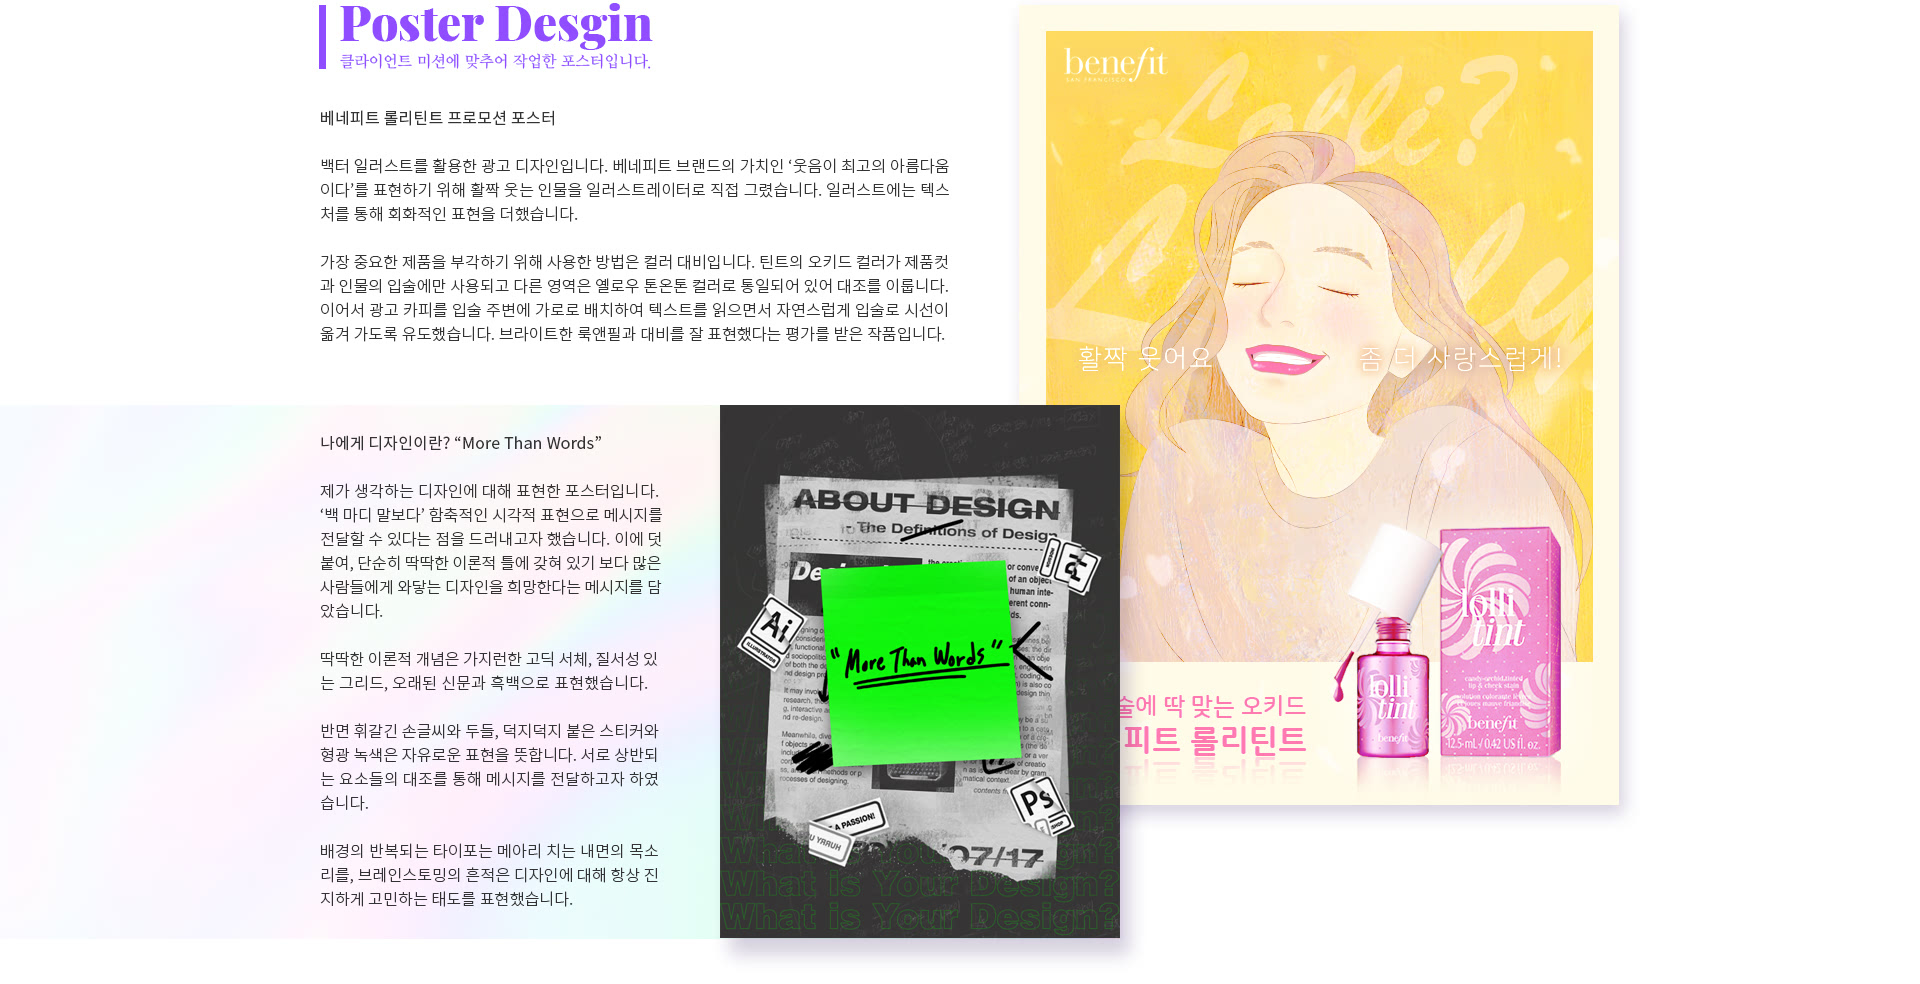 Poster Desgin
클라이언트 미션에 맞추어 작업한 포스터입니다.
베네피트 롤리틴트 프로모션 포스터
백터 일러스트를 활용한 광고 디자인입니다. 베네피트 브랜드의 가치인 ‘웃음이 최고의 아름다움
이다’를 표현하기 위해 활짝 웃는 인물을 일러스트레이터로 직접 그렸습니다. 일러스트에는 텍스
처를 통해 회화적인 표현을 더했습니다.
가장 중요한 제품을 부각하기 위해 사용한 방법은 컬러 대비입니다. 틴트의 오키드 컬러가 제품컷
과 인물의 입술에만 사용되고 다른 영역은 옐로우 톤온톤 컬러로 통일되어 있어 대조를 이룹니다.
이어서 광고 카피를 입술 주변에 가로로 배치하여 텍스트를 읽으면서 자연스럽게 입술로 시선이
옮겨 가도록 유도했습니다. 브라이트한 룩앤필과 대비를 잘 표현했다는 평가를 받은 작품입니다.
benefit
SAN FRANCISCO
Lolli?
활짝 웃어요
좀 더 사랑스럽게!
lolli
tint
candy-orchid-tinted
lip & cheek stain
benefit
12.5 mL / 0.42 US fl. oz.
lolli
tint
benefit
술에 딱 맞는 오키드
피트 롤리틴트
나에게 디자인이란? “More Than Words”
제가 생각하는 디자인에 대해 표현한 포스터입니다.
‘백 마디 말보다’ 함축적인 시각적 표현으로 메시지를
전달할 수 있다는 점을 드러내고자 했습니다. 이에 덧
붙여, 단순히 딱딱한 이론적 틀에 갖혀 있기 보다 많은
사람들에게 와닿는 디자인을 희망한다는 메시지를 담
았습니다.
딱딱한 이론적 개념은 가지런한 고딕 서체, 질서성 있
는 그리드, 오래된 신문과 흑백으로 표현했습니다.
반면 휘갈긴 손글씨와 두들, 덕지덕지 붙은 스티커와
형광 녹색은 자유로운 표현을 뜻합니다. 서로 상반되
는 요소들의 대조를 통해 메시지를 전달하고자 하였
습니다.
배경의 반복되는 타이포는 메아리 치는 내면의 목소
리를, 브레인스토밍의 흔적은 디자인에 대해 항상 진
지하게 고민하는 태도를 표현했습니다.
ABOUT DESIGN
- The Definitions of Design
“More Than Words”
Ai
ILLUSTRATOR
Ps
A PASSION!
07/17
What is Your Design?
What is Your Design?